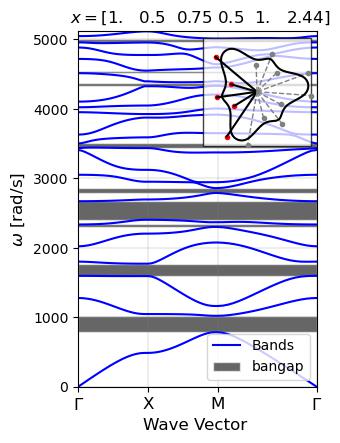 x = [1. 0.5 0.75 0.5 1. 2.44]
5000
4000
3000
2000
1000
0
ω [rad/s]
Bands
bangap
Γ X M Γ
Wave Vector